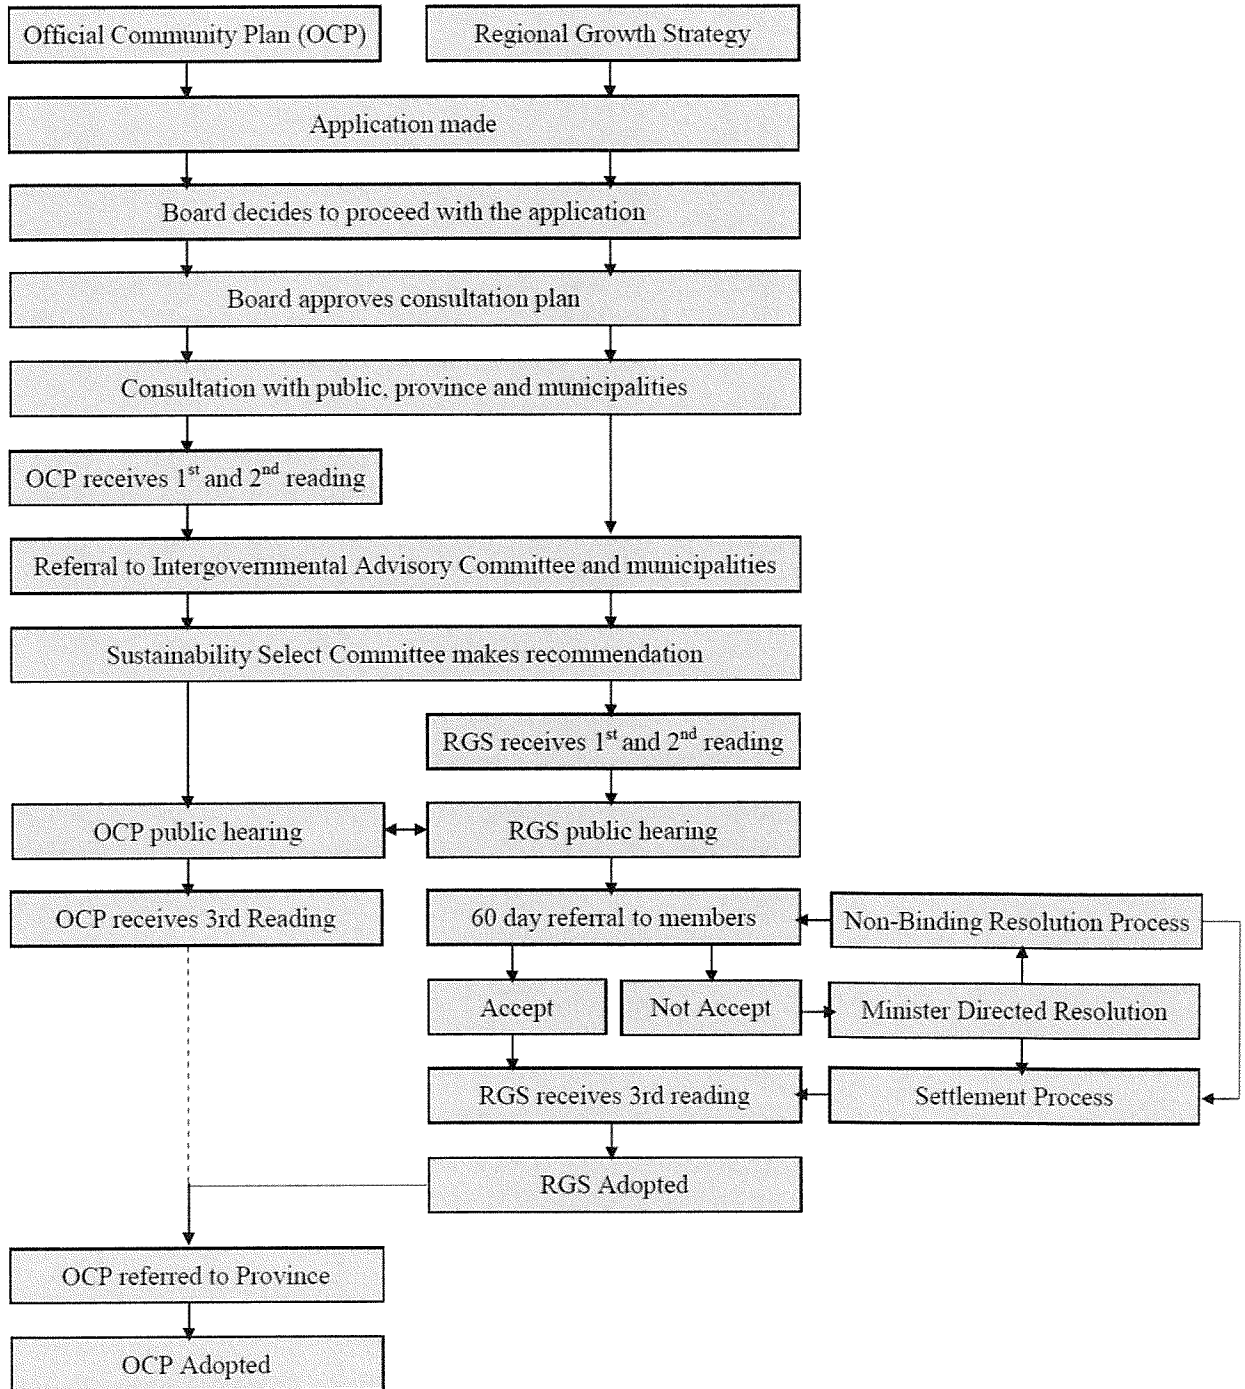 Official Community Plan (OCP)
Regional Growth Strategy
Application made
Board decides to proceed with the application
Board approves consultation plan
Consultation with public, province and municipalities
OCP receives 1st and 2nd reading
Referral to Intergovernmental Advisory Committee and municipalities
Sustainability Select Committee makes recommendation
RGS receives 1st and 2nd reading
OCP public hearing
RGS public hearing
OCP receives 3rd Reading
60 day referral to members
Non-Binding Resolution Process
Accept
Not Accept
Minister Directed Resolution
RGS receives 3rd reading
Settlement Process
RGS Adopted
OCP referred to Province
OCP Adopted